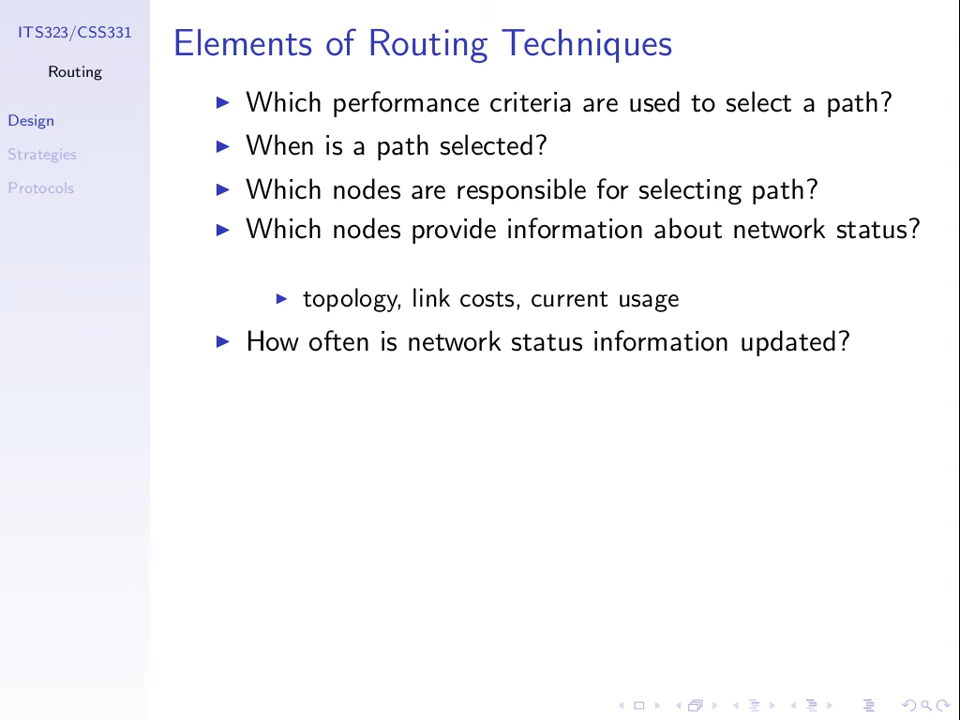 ITS323/CSS331
Routing
Design
Strategies
Protocols
Elements of Routing Techniques
Which performance criteria are used to select a path?
When is a path selected?
Which nodes are responsible for selecting path?
Which nodes provide information about network status?
topology, link costs, current usage
How often is network status information updated?